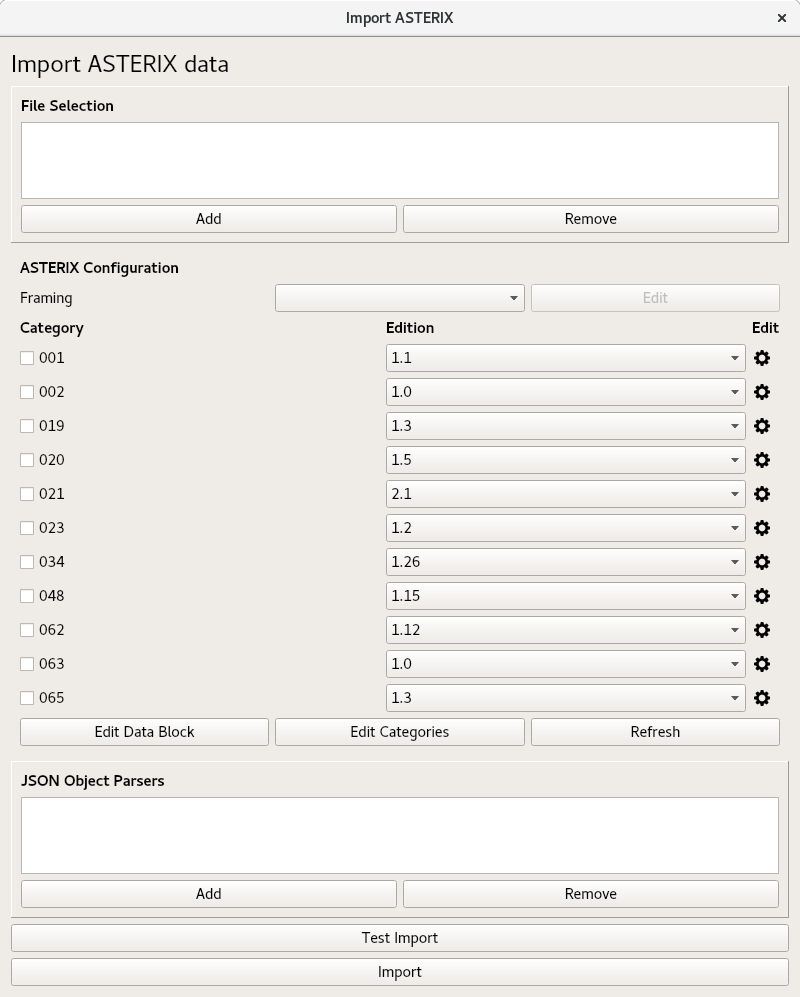 Import ASTERIX
Import ASTERIX data
File Selection
Add Remove
ASTERIX Configuration
Framing Edit
Category Edition Edit
001 1.1
002 1.0
019 1.3
020 1.5
021 2.1
023 1.2
034 1.26
048 1.15
062 1.12
063 1.0
065 1.3
Edit Data Block Edit Categories Refresh
JSON Object Parsers
Add Remove
Test Import
Import